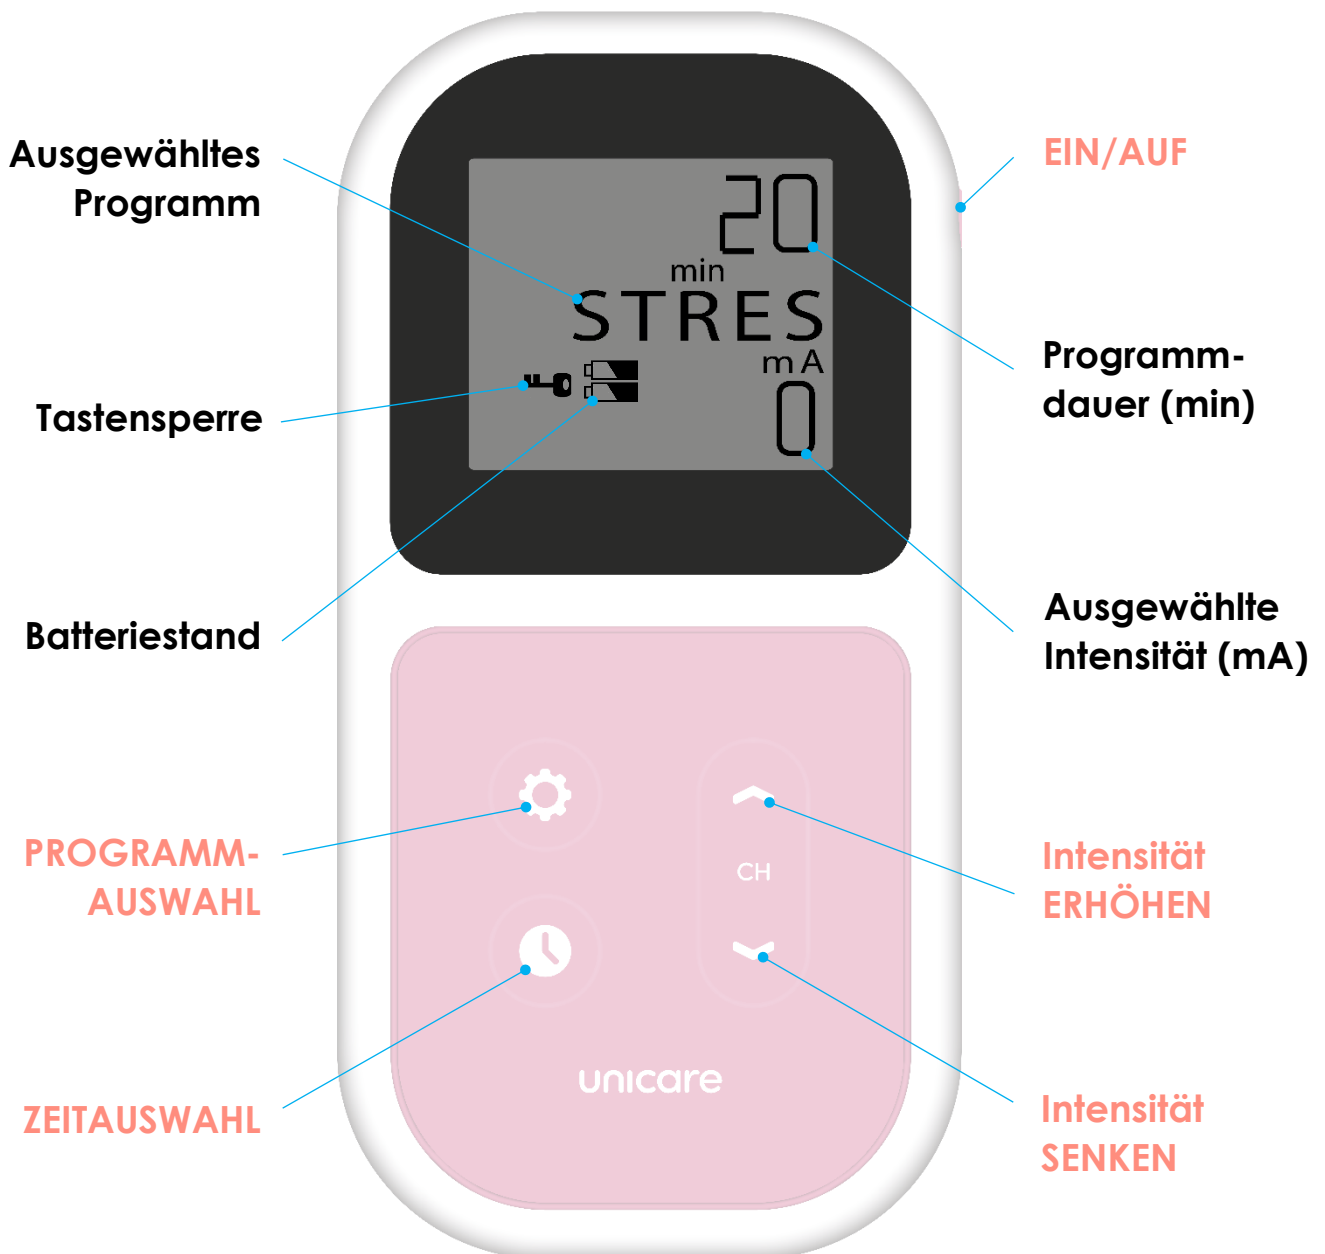 Ausgewähltes
Programm
EIN/AUF
20
min
STRES
mA
0
Programm-
dauer (min)
Tastensperre
Ausgewählte
Intensität (mA)
Batteriestand
PROGRAMM-
AUSWAHL
CH
Intensität
ERHÖHEN
unicare
ZEITAUSWAHL
Intensität
SENKEN